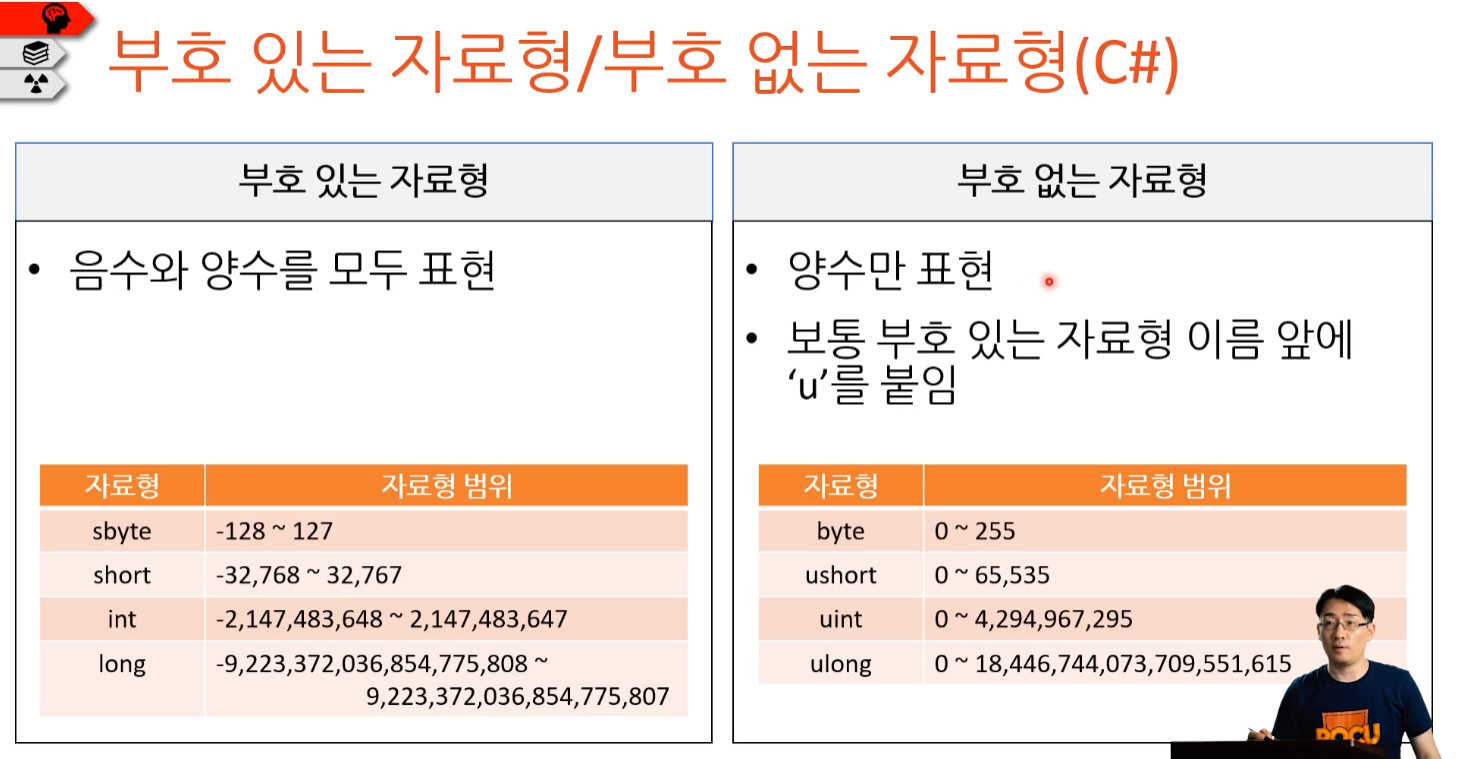 부호 있는 자료형/부호 없는 자료형(C#)
부호 있는 자료형
• 음수와 양수를 모두 표현
자료형 자료형 범위
sbyte -128 ~ 127
short -32,768 ~ 32,767
int -2,147,483,648 ~ 2,147,483,647
long -9,223,372,036,854,775,808 ~
9,223,372,036,854,775,807
부호 없는 자료형
• 양수만 표현
• 보통 부호 있는 자료형 이름 앞에
‘u’를 붙임
자료형 자료형 범위
byte 0 ~ 255
ushort 0 ~ 65,535
uint 0 ~ 4,294,967,295
ulong 0 ~ 18,446,744,073,709,551,615
POCU